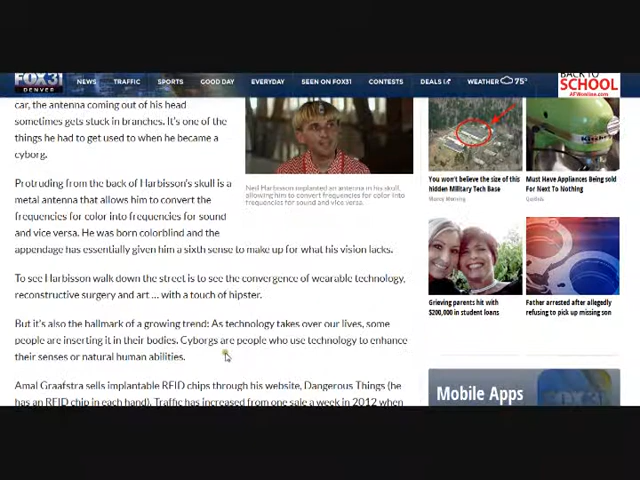 FOX31
DENVER
NEWS TRAFFIC SPORTS GOOD DAY EVERYDAY SEEN ON FOX31 CONTESTS DEALS WEATHER 75°
BACK TO
SCHOOL
car, the antenna coming out of his head
sometimes gets stuck in branches. It's one of the
things he had to get used to when he became a
cyborg.
Neil Harbisson implanted an antenna in his skull,
allowing him to convert frequencies for color into
frequencies for sound and vice versa.
Protruding from the back of Harbisson's skull is a
metal antenna that allows him to convert the
frequencies for color into frequencies for sound
and vice versa. He was born colorblind and the
appendage has essentially given him a sixth sense to make up for what his vision lacks.
To see Harbisson walk down the street is to see the convergence of wearable technology,
reconstructive surgery and art … with a touch of hipster.
But it's also the hallmark of a growing trend: As technology takes over our lives, some
people are inserting it in their bodies. Cyborgs are people who use technology to enhance
their senses or natural human abilities.
Amal Graafstra sells implantable RFID chips through his website, Dangerous Things (he
has an RFID chip in each hand). Traffic has increased from one sale a week in 2012 when
You won't believe the size of this
hidden Military Tech Base
Money Morning
Must Have Appliances Being sold
For Next To Nothing
QuiBids
Grieving parents hit with
$200,000 in student loans
Father arrested after allegedly
refusing to pick up missing son
Mobile Apps